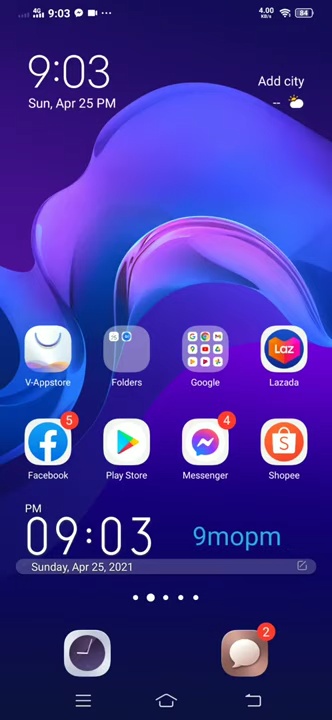 4G 9:03 ... 4.00 KB/s 84
9:03
Sun, Apr 25 PM
Add city
--
V-Appstore Folders Google Lazada
Laz
5 4
Facebook Play Store Messenger Shopee
PM
09:03 9mopm
Sunday, Apr 25, 2021
2